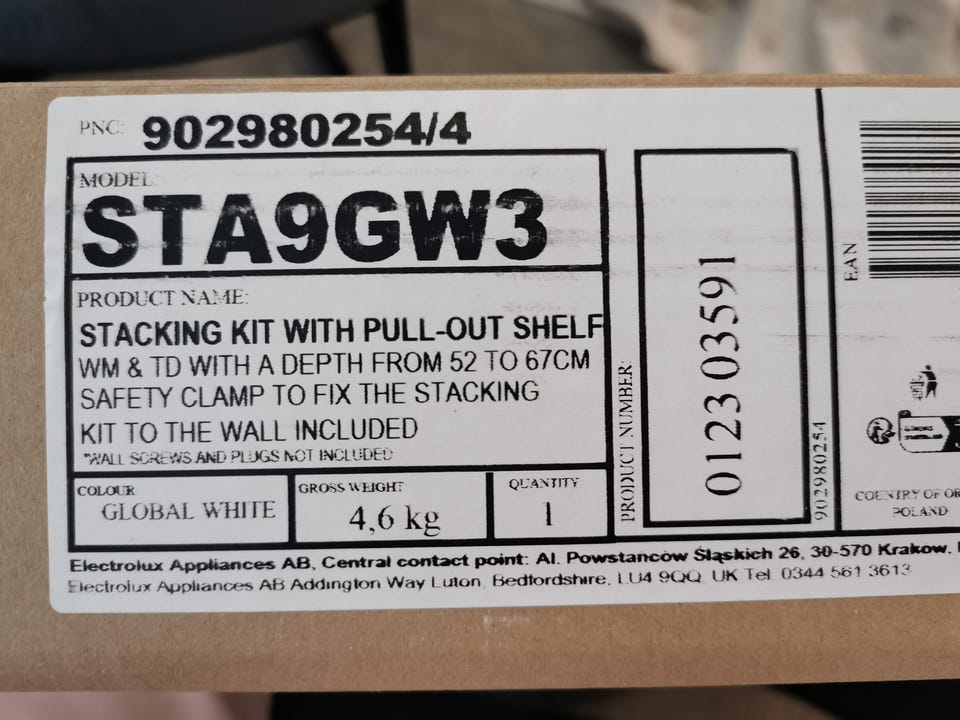 PNC: 902980254/4
MODEL:
STA9GW3
PRODUCT NAME:
STACKING KIT WITH PULL-OUT SHELF
WM & TD WITH A DEPTH FROM 52 TO 67CM
SAFETY CLAMP TO FIX THE STACKING
KIT TO THE WALL INCLUDED
*WALL SCREWS AND PLUGS NOT INCLUDED
COLOUR
GLOBAL WHITE
GROSS WEIGHT:
4,6 kg
QUANTITY
1
PRODUCT NUMBER:
0123 03591
902980254
EAN
COUNTRY OF
POLAND
Electrolux Appliances AB, Central contact point: Al. Powstańców Śląskich 26, 30-570 Krakow,
Electrolux Appliances AB Addington Way Luton, Bedfordshire, LU4 9QQ, UK Tel 0344 561 3613